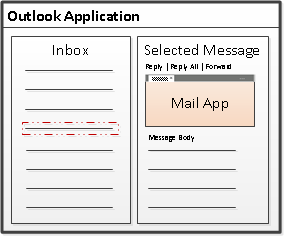 Outlook Application
Inbox
Selected Message
Reply | Reply All | Forward
Mail App
Message Body